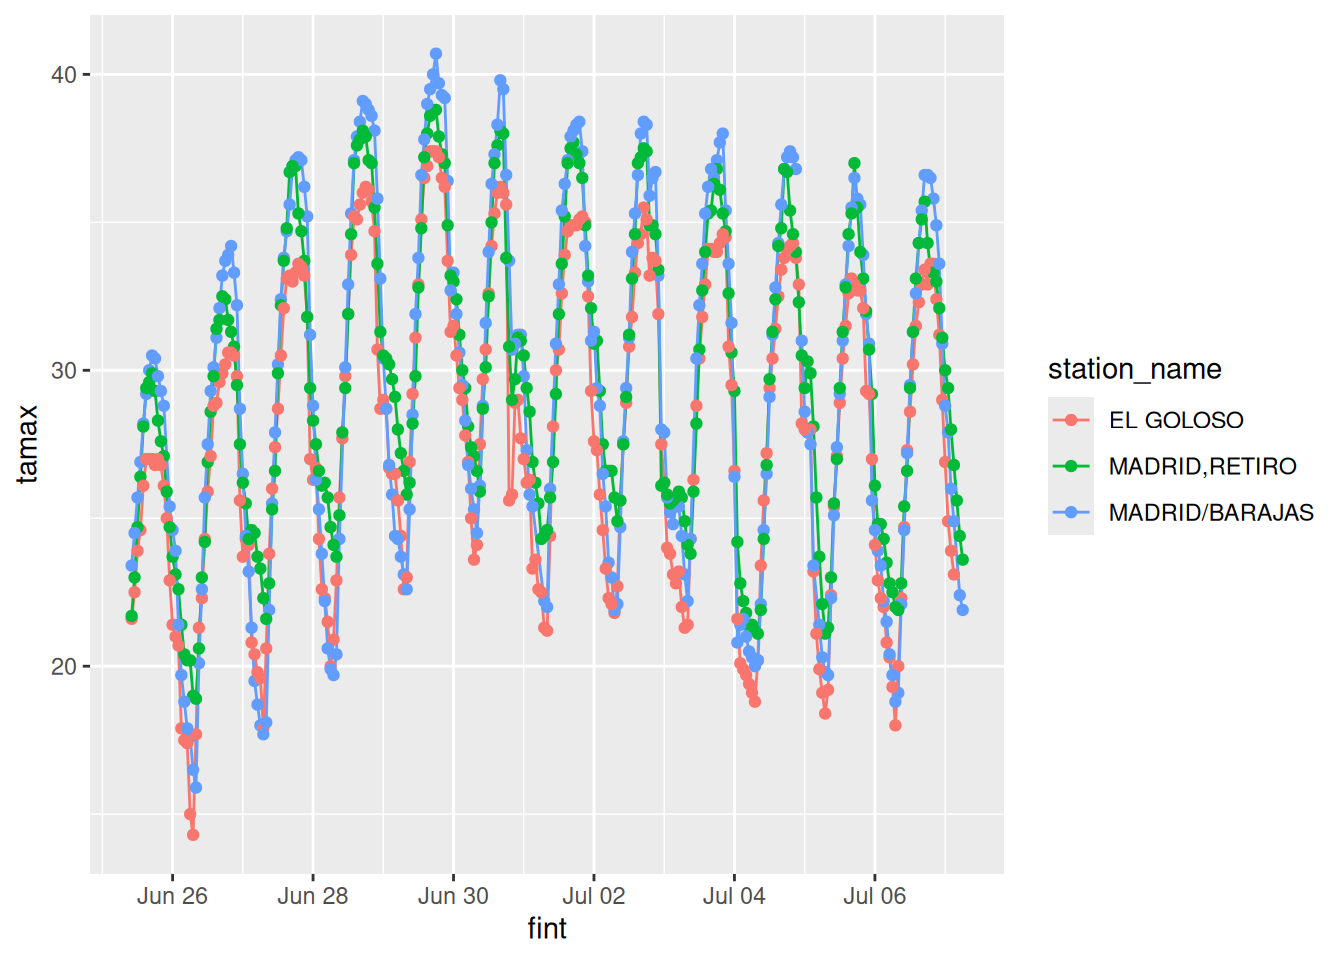 40
30
20
tamax
Jun 26
Jun 28
Jun 30
Jul 02
Jul 04
Jul 06
fint
station_name
EL GOLOSO
MADRID,RETIRO
MADRID/BARAJAS